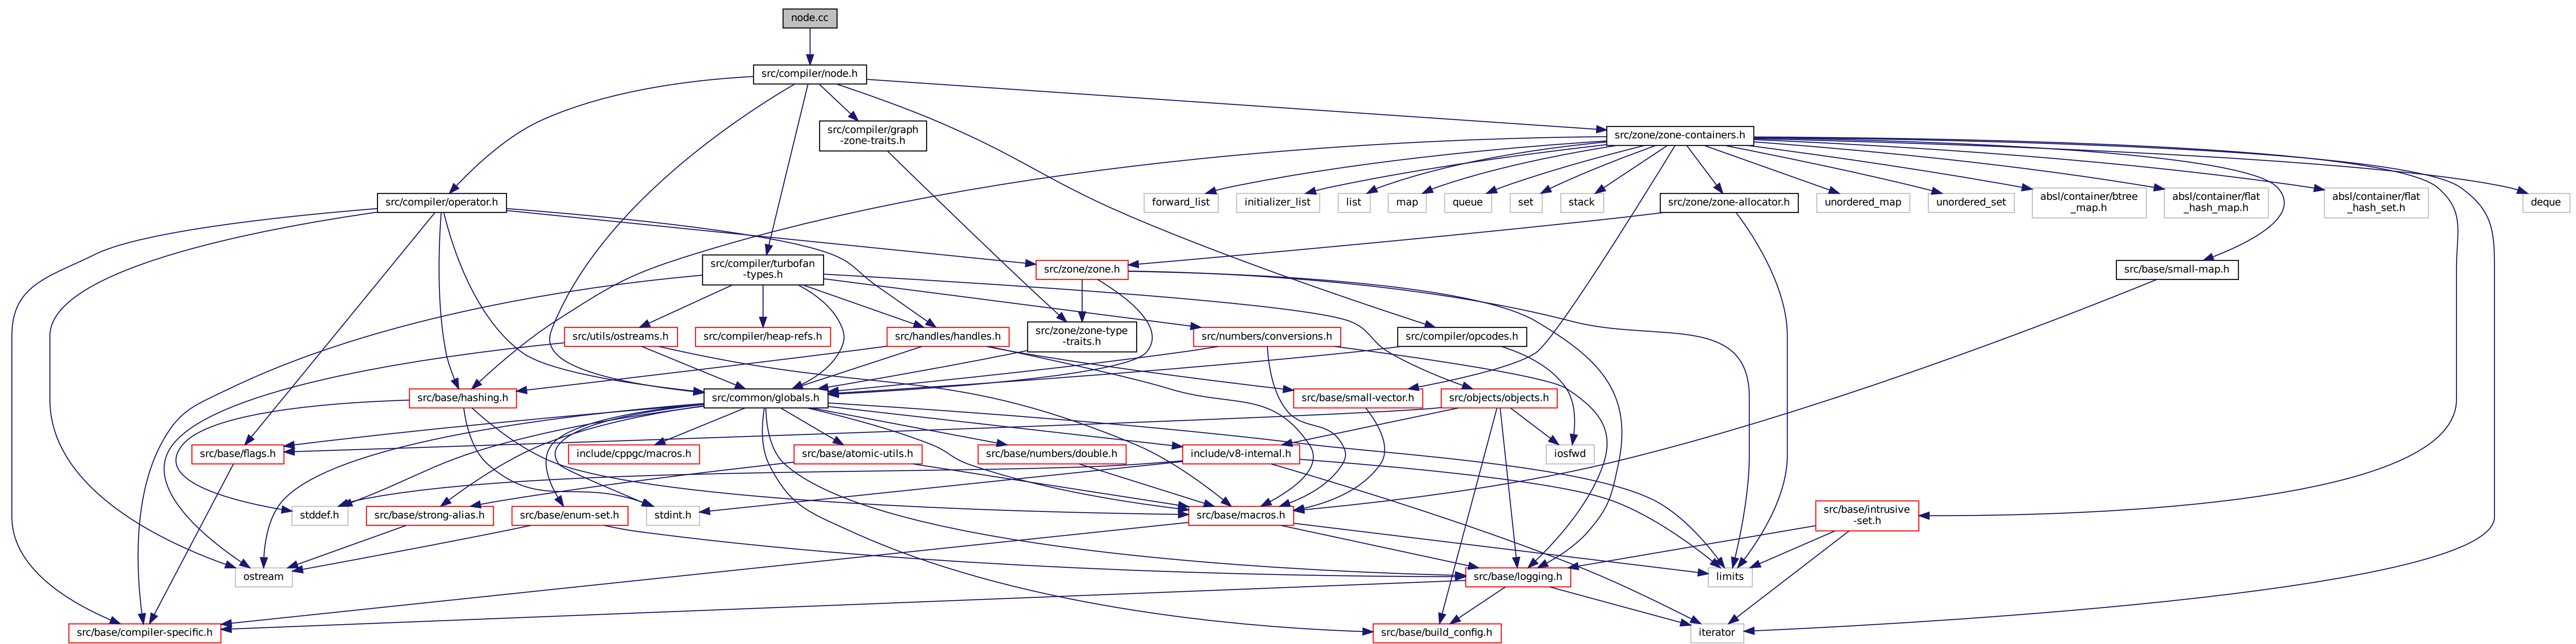 node.cc
src/compiler/node.h
src/compiler/graph
-zone-traits.h
src/zone/zone-containers.h
src/compiler/operator.h
forward_list
initializer_list
list
map
queue
set
stack
src/zone/zone-allocator.h
unordered_map
unordered_set
absl/container/btree
_map.h
absl/container/flat
_hash_map.h
absl/container/flat
_hash_set.h
deque
src/compiler/turbofan
-types.h
src/zone/zone.h
src/base/small-map.h
src/utils/ostreams.h
src/compiler/heap-refs.h
src/handles/handles.h
src/zone/zone-type
-traits.h
src/numbers/conversions.h
src/compiler/opcodes.h
src/base/hashing.h
src/common/globals.h
src/base/small-vector.h
src/objects/objects.h
src/base/flags.h
include/cppgc/macros.h
src/base/atomic-utils.h
src/base/numbers/double.h
include/v8-internal.h
iosfwd
stddef.h
src/base/strong-alias.h
src/base/enum-set.h
stdint.h
src/base/macros.h
src/base/intrusive
-set.h
ostream
src/base/logging.h
limits
src/base/compiler-specific.h
src/base/build_config.h
iterator